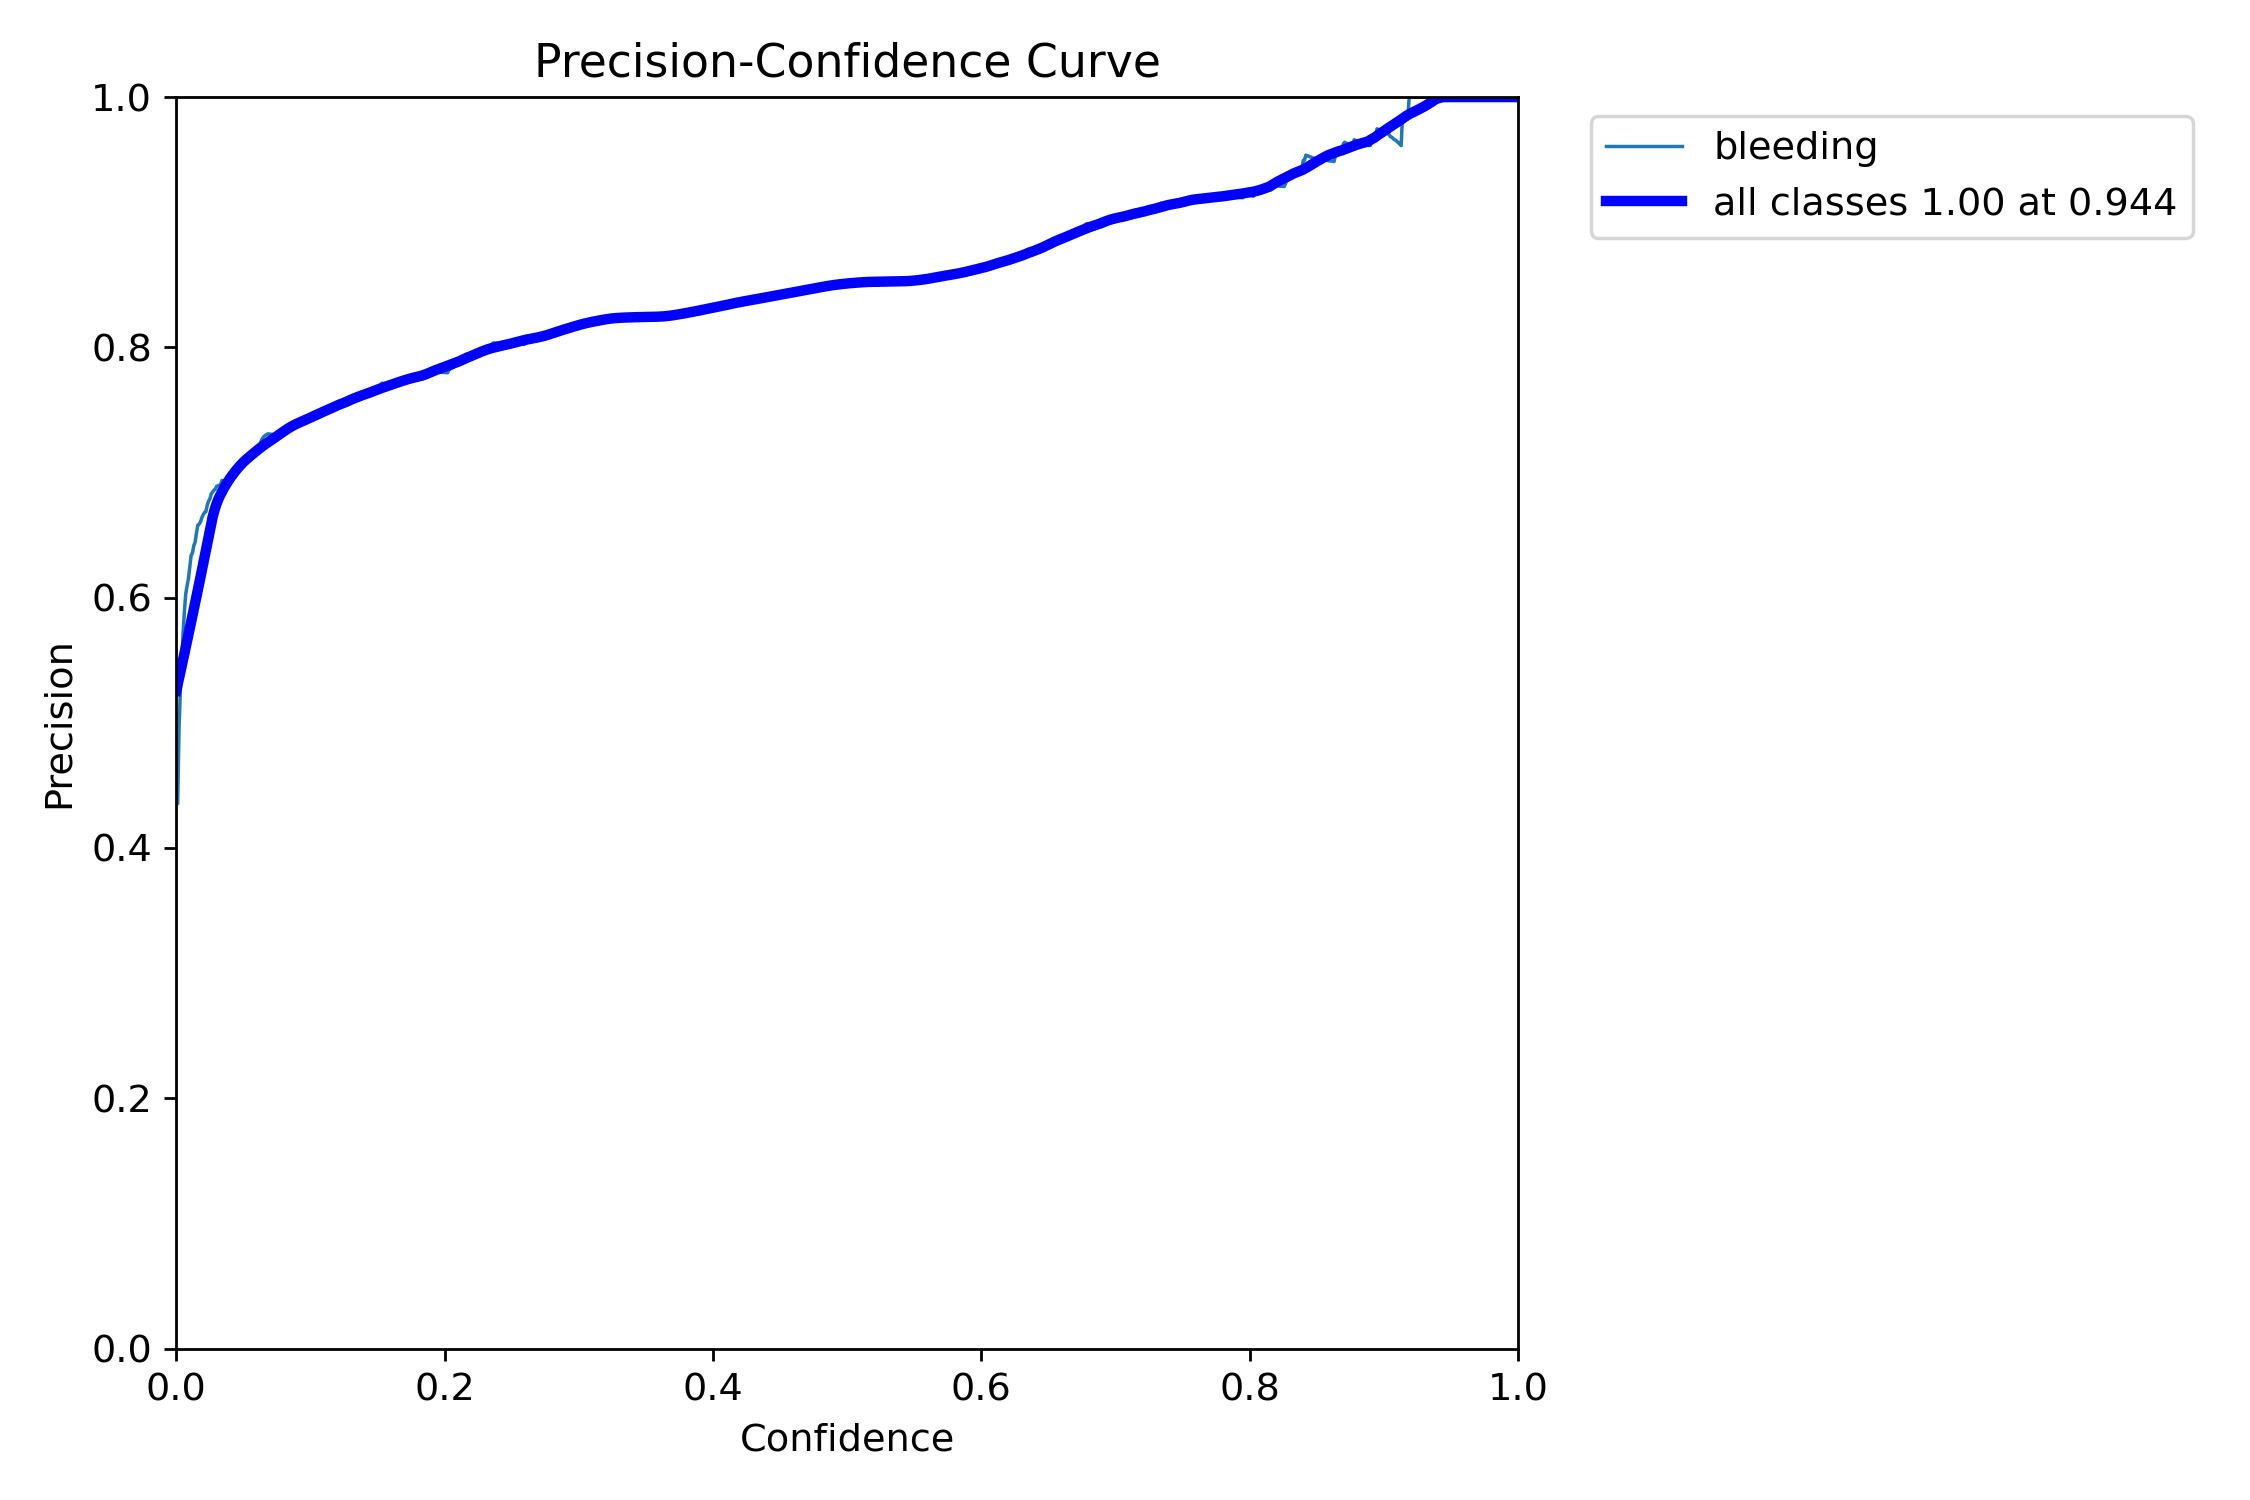 Precision-Confidence Curve
1.0
0.8
0.6
0.4
0.2
0.0
Precision
0.0 0.2 0.4 0.6 0.8 1.0
Confidence
bleeding
all classes 1.00 at 0.944